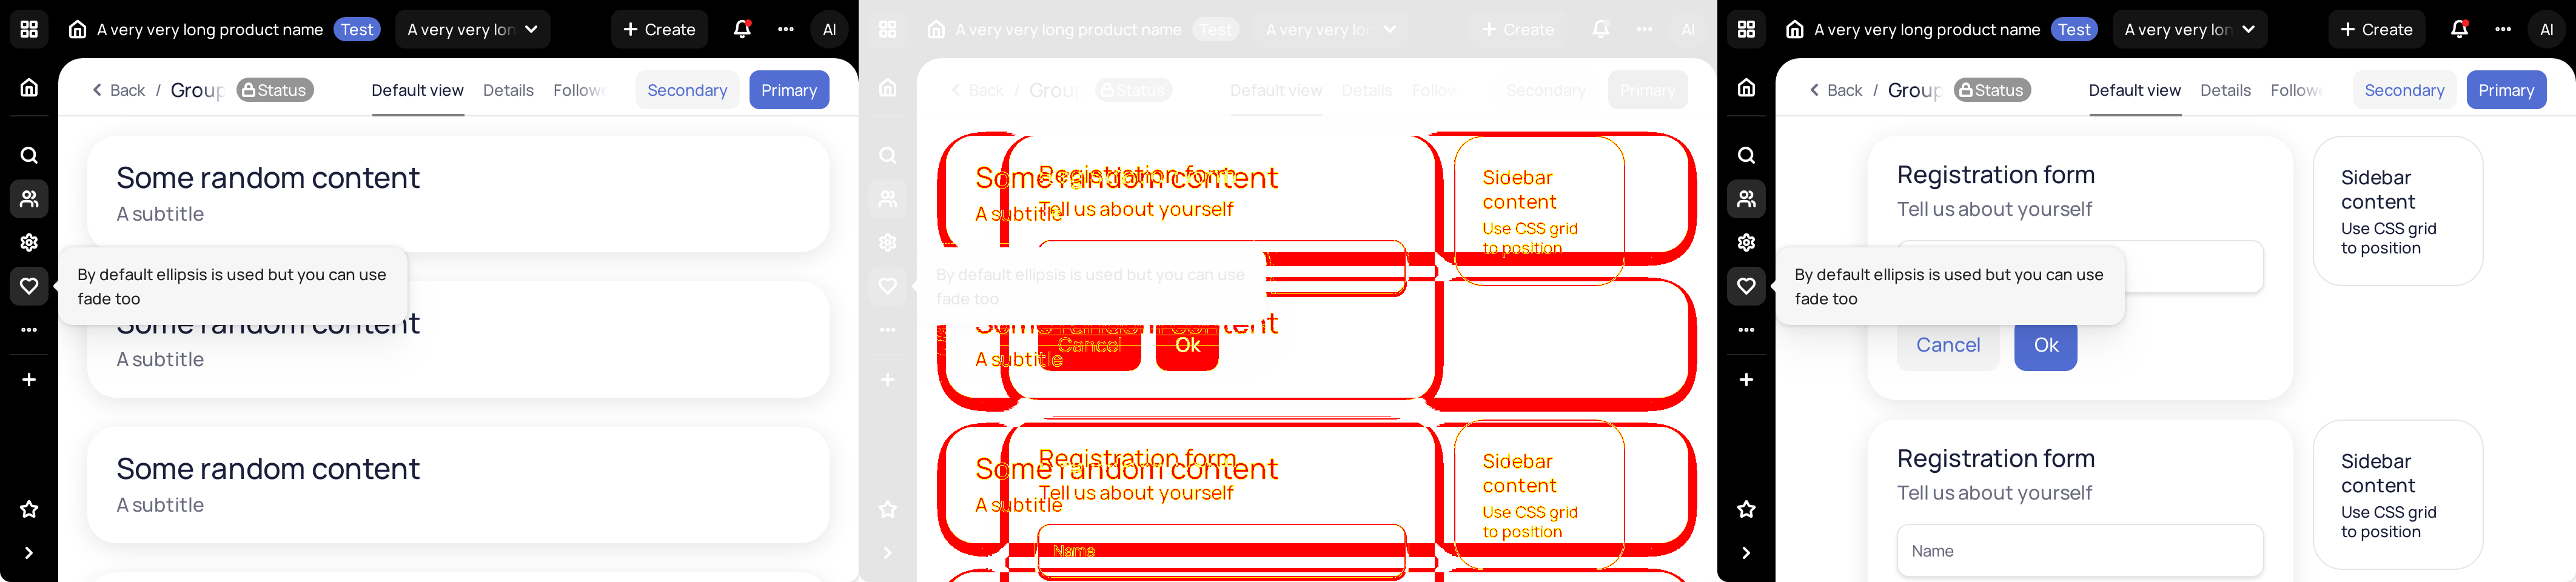 A very very long product name Test A very very lon Create AI
Back / Group Status Default view Details Followe Secondary Primary
Some random content
A subtitle
By default ellipsis is used but you can use
fade too
Some random content
A subtitle
Some random content
A subtitle
A very very long product name Test A very very lon Create AI
Back / Group Status Default view Details Follow Secondary Primary
Some random content
Registration form
A subtitle
Tell us about yourself
Sidebar
content
Use CSS grid
to position
By default ellipsis is used but you can use
fade too
Some random content
A subtitle
Cancel Ok
Some random content
Registration form
A subtitle
Tell us about yourself
Name
Sidebar
content
Use CSS grid
to position
A very very long product name Test A very very lon Create AI
Back / Group Status Default view Details Followe Secondary Primary
Registration form
Tell us about yourself
Sidebar
content
Use CSS grid
to position
By default ellipsis is used but you can use
fade too
Cancel Ok
Registration form
Tell us about yourself
Name
Sidebar
content
Use CSS grid
to position